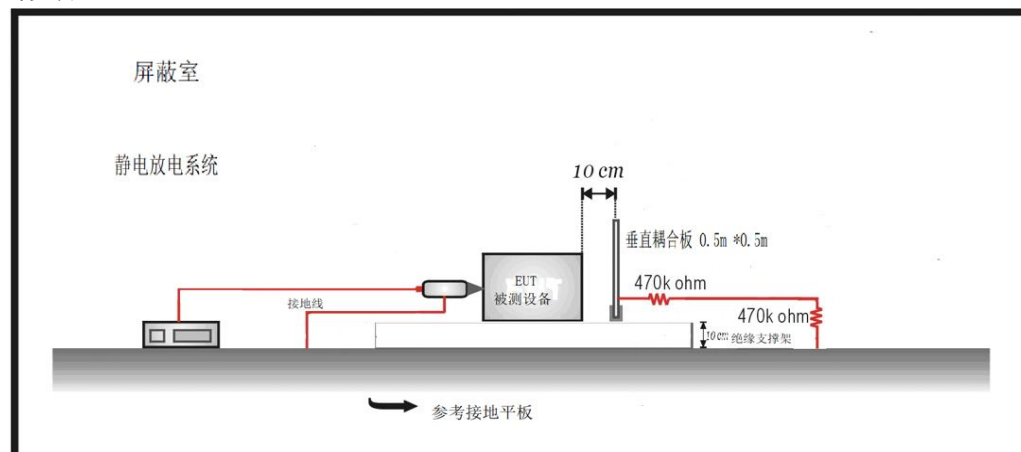 屏蔽室
静电放电系统
10 cm
垂直耦合板 0.5m *0.5m
EUT
被测设备
470k ohm
接地线
470k ohm
10cm 绝缘支撑架
参考接地平板